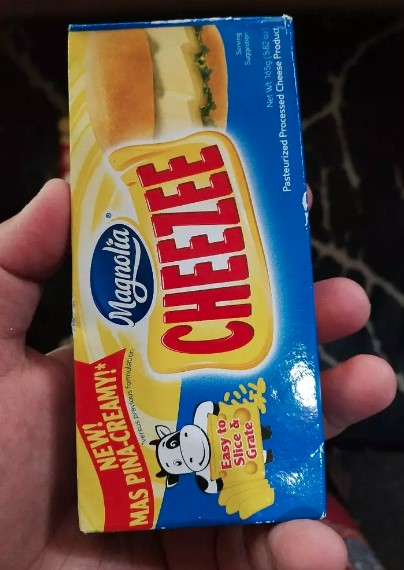 NEW!
MAS PINA-CREAMY!*
*versus previous formulation
Magnolia®
CHEEZEE
Easy to
Slice &
Grate
Serving
Suggestion
Net Wt. 165g (5.82 oz)
Pasteurized Processed Cheese Product